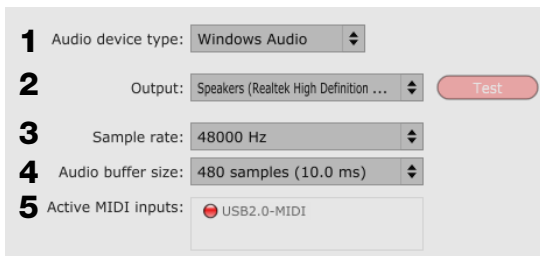 1 Audio device type: Windows Audio
2 Output: Speakers (Realtek High Definition ... Test
3 Sample rate: 48000 Hz
4 Audio buffer size: 480 samples (10.0 ms)
5 Active MIDI inputs: USB2.0-MIDI